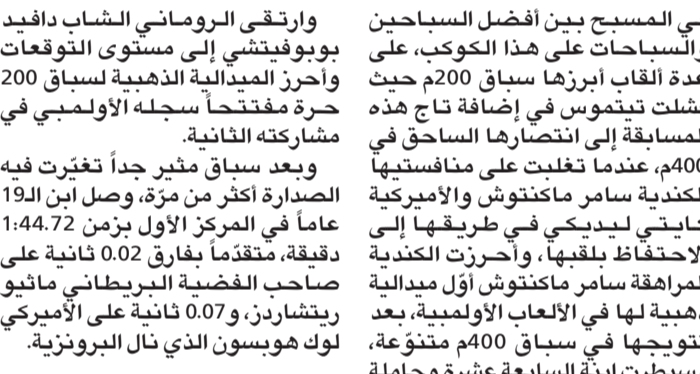 المسبح بين أفضل السباحين
والسباحات على هذا الكوكب، على
عدة ألقاب أبرزها سباق 200م حيث
فشلت تيتموس في إضافة تاج هذه
المسابقة إلى انتصارها الساحق في
400م، عندما تغلبت على منافستيها
الكندية سامر ماكنتوش والأميركية
كايتي ليديكي في طريقها إلى
الاحتفاظ بلقبها، وأحرزت الكندية
المراهقة سامر ماكنتوش أوّل ميدالية
ذهبية لها في الألعاب الأولمبية، بعد
تتويجها في سباق 400م متنوّعة،
وارتقى الروماني الشاب دافيد
بوبوفيتشي إلى مستوى التوقعات
وأحرز الميدالية الذهبية لسباق 200
حرة مفتتحاً سجله الأولمبي في
مشاركته الثانية.
وبعد سباق مثير جداً تغيّرت فيه
الصدارة أكثر من مرّة، وصل ابن الـ19
عاماً في المركز الأول بزمن 1:44.72
دقيقة، متقدّماً بفارق 0.02 ثانية على
صاحب الفضية البريطاني ماثيو
ريتشاردز، و0.07 ثانية على الأميركي
لوك هوبسون الذي نال البرونزية.